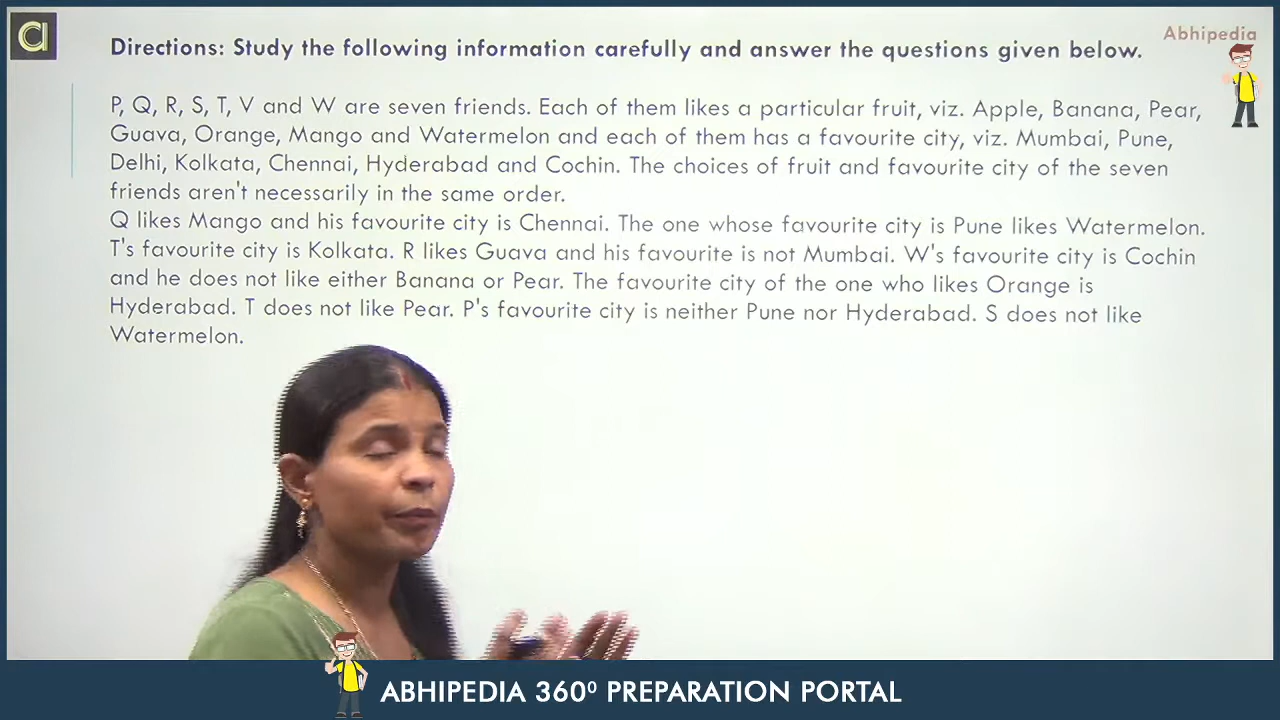 Abhipedia
Directions: Study the following information carefully and answer the questions given below.
P, Q, R, S, T, V and W are seven friends. Each of them likes a particular fruit, viz. Apple, Banana, Pear,
Guava, Orange, Mango and Watermelon and each of them has a favourite city, viz. Mumbai, Pune,
Delhi, Kolkata, Chennai, Hyderabad and Cochin. The choices of fruit and favourite city of the seven
friends aren't necessarily in the same order.
Q likes Mango and his favourite city is Chennai. The one whose favourite city is Pune likes Watermelon.
T's favourite city is Kolkata. R likes Guava and his favourite is not Mumbai. W's favourite city is Cochin
and he does not like either Banana or Pear. The favourite city of the one who likes Orange is
Hyderabad. T does not like Pear. P's favourite city is neither Pune nor Hyderabad. S does not like
Watermelon.
ABHIPEDIA 360⁰ PREPARATION PORTAL